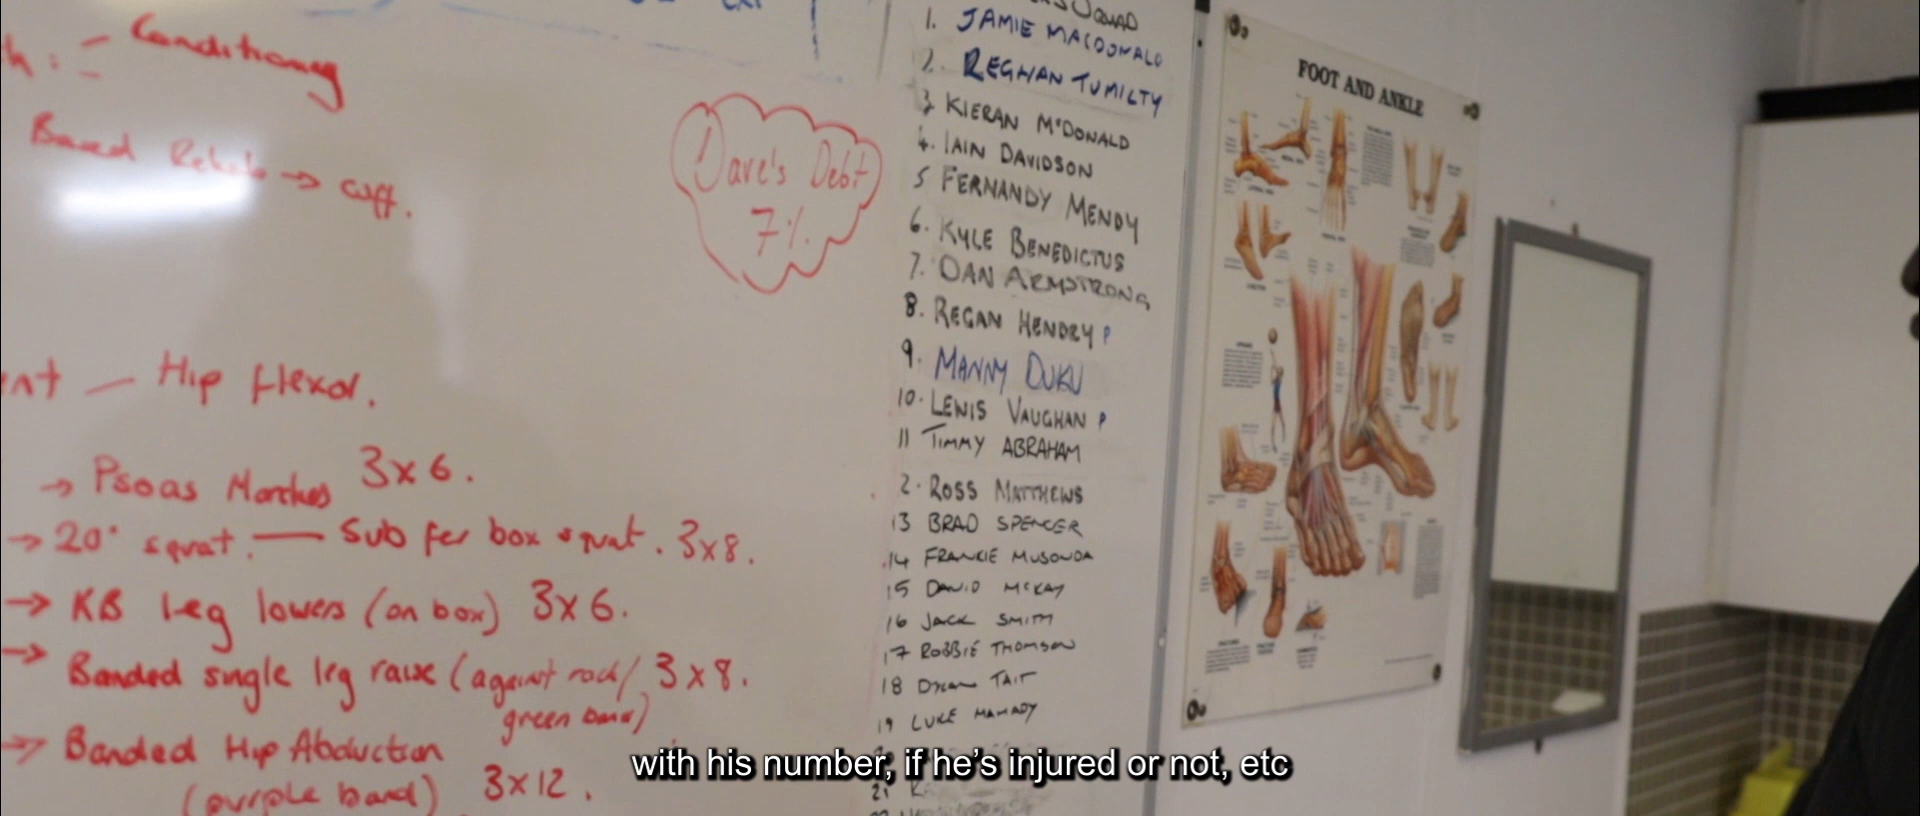 Conditioning
Based Rehab → cuff.
Dave's Debt
7%
Hip flexor.
→ Psoas Marches 3x6.
→ 20° squat. — Sub for box squat. 3x8.
→ KB leg lowers (on box) 3x6.
→ Banded single leg raise (against rack/ 3x8.
green band)
→ Banded Hip Abduction
(purple band) 3x12.
SQUAD
1. JAMIE MACDONALD
2. REGHAN TUMILTY
3 KIERAN McDONALD
4. IAIN DAVIDSON
5 FERNANDY MENDY
6. KYLE BENEDICTUS
7. DAN ARMSTRONG
8. REGAN HENDRY P
9. MANNY DUKU
10. LEWIS VAUGHAN P
11 TIMMY ABRAHAM
2. ROSS MATTHEWS
13 BRAD SPENCER
14 FRANKIE MUSONDA
15 DAVID MCKAY
16 JACK SMITH
17 ROBBIE THOMSON
18 DYLAN TAIT
19 LUKE MAHADY
21
FOOT AND ANKLE
with his number, if he's injured or not, etc